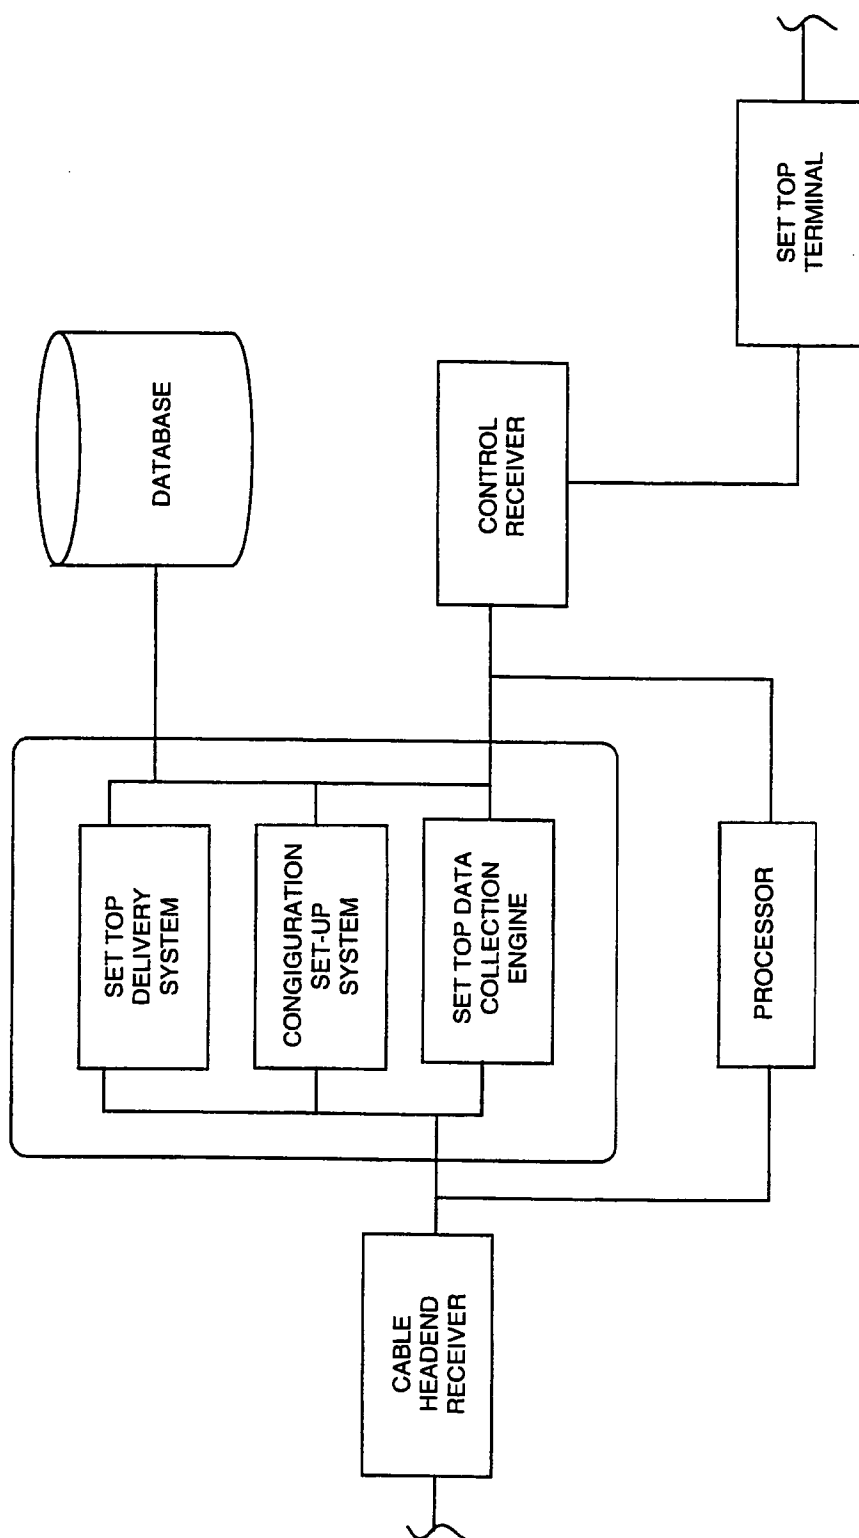 DATABASE
SET TOP
DELIVERY
SYSTEM
CONGIGURATION
SET-UP
SYSTEM
SET TOP DATA
COLLECTION
ENGINE
CABLE
HEADEND
RECEIVER
CONTROL
RECEIVER
PROCESSOR
SET TOP
TERMINAL